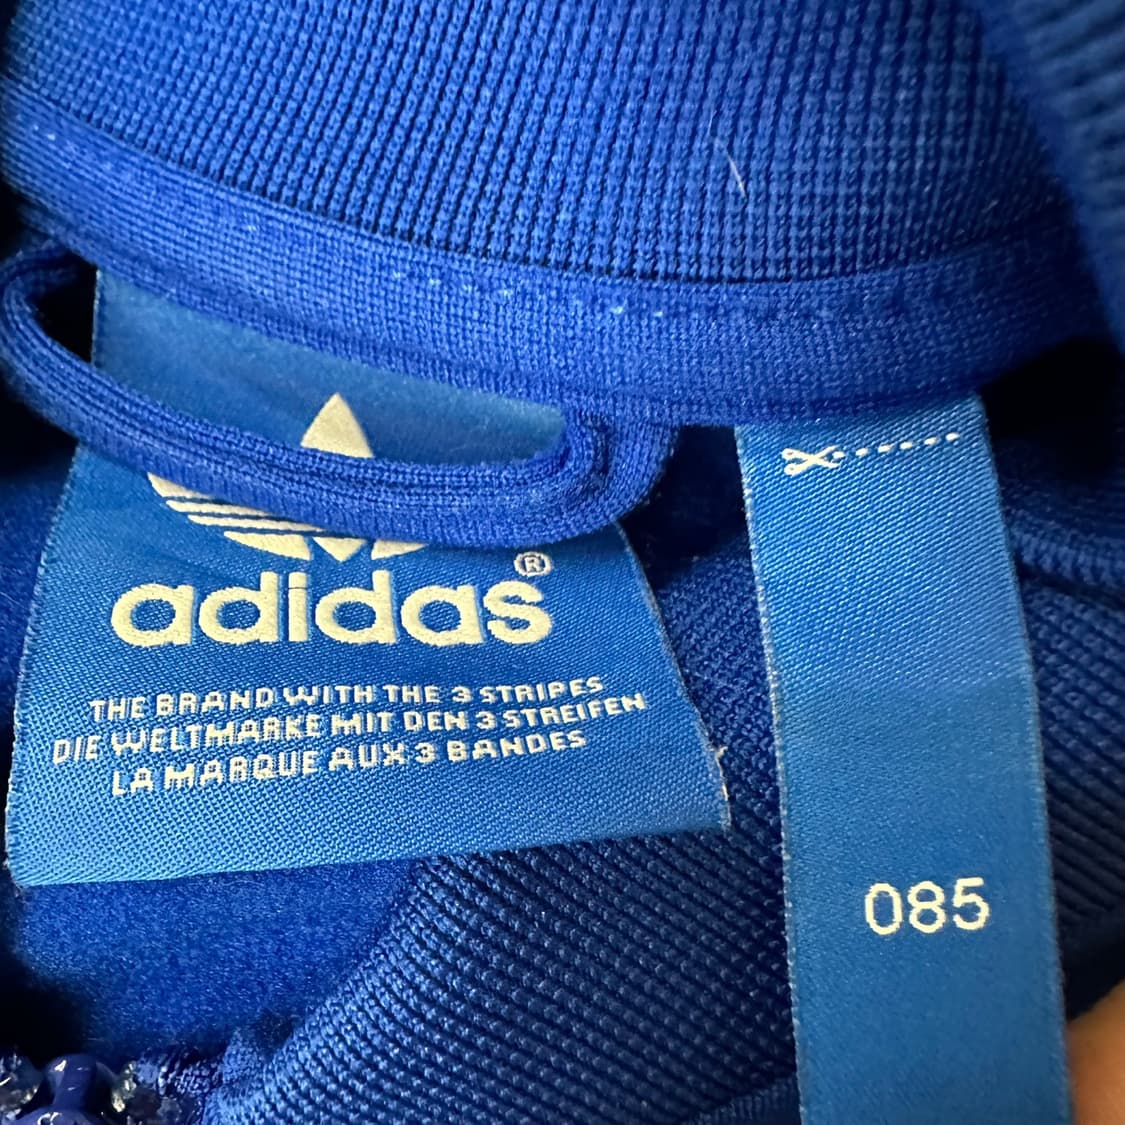 adidas®
THE BRAND WITH THE 3 STRIPES
DIE WELTMARKE MIT DEN 3 STREIFEN
LA MARQUE AUX 3 BANDES
085